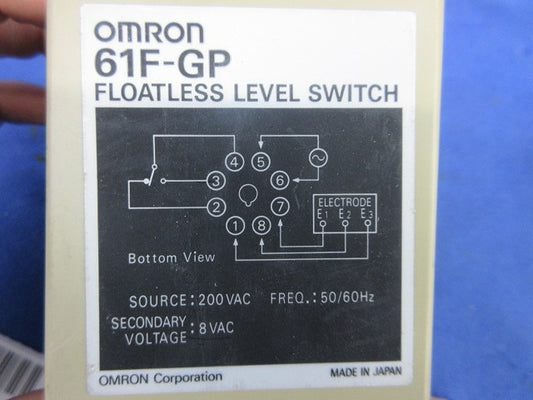 OMRON
61F-GP
FLOATLESS LEVEL SWITCH
4 5
3 6
2 7
1 8
ELECTRODE
E1 E2 E3
Bottom View
SOURCE: 200 VAC FREQ.: 50/60Hz
SECONDARY VOLTAGE: 8 VAC
OMRON Corporation MADE IN JAPAN